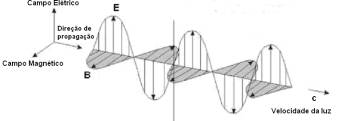 Campo Elétrico
E
Direção de
propagação
Campo Magnético
B
c
Velocidade da luz